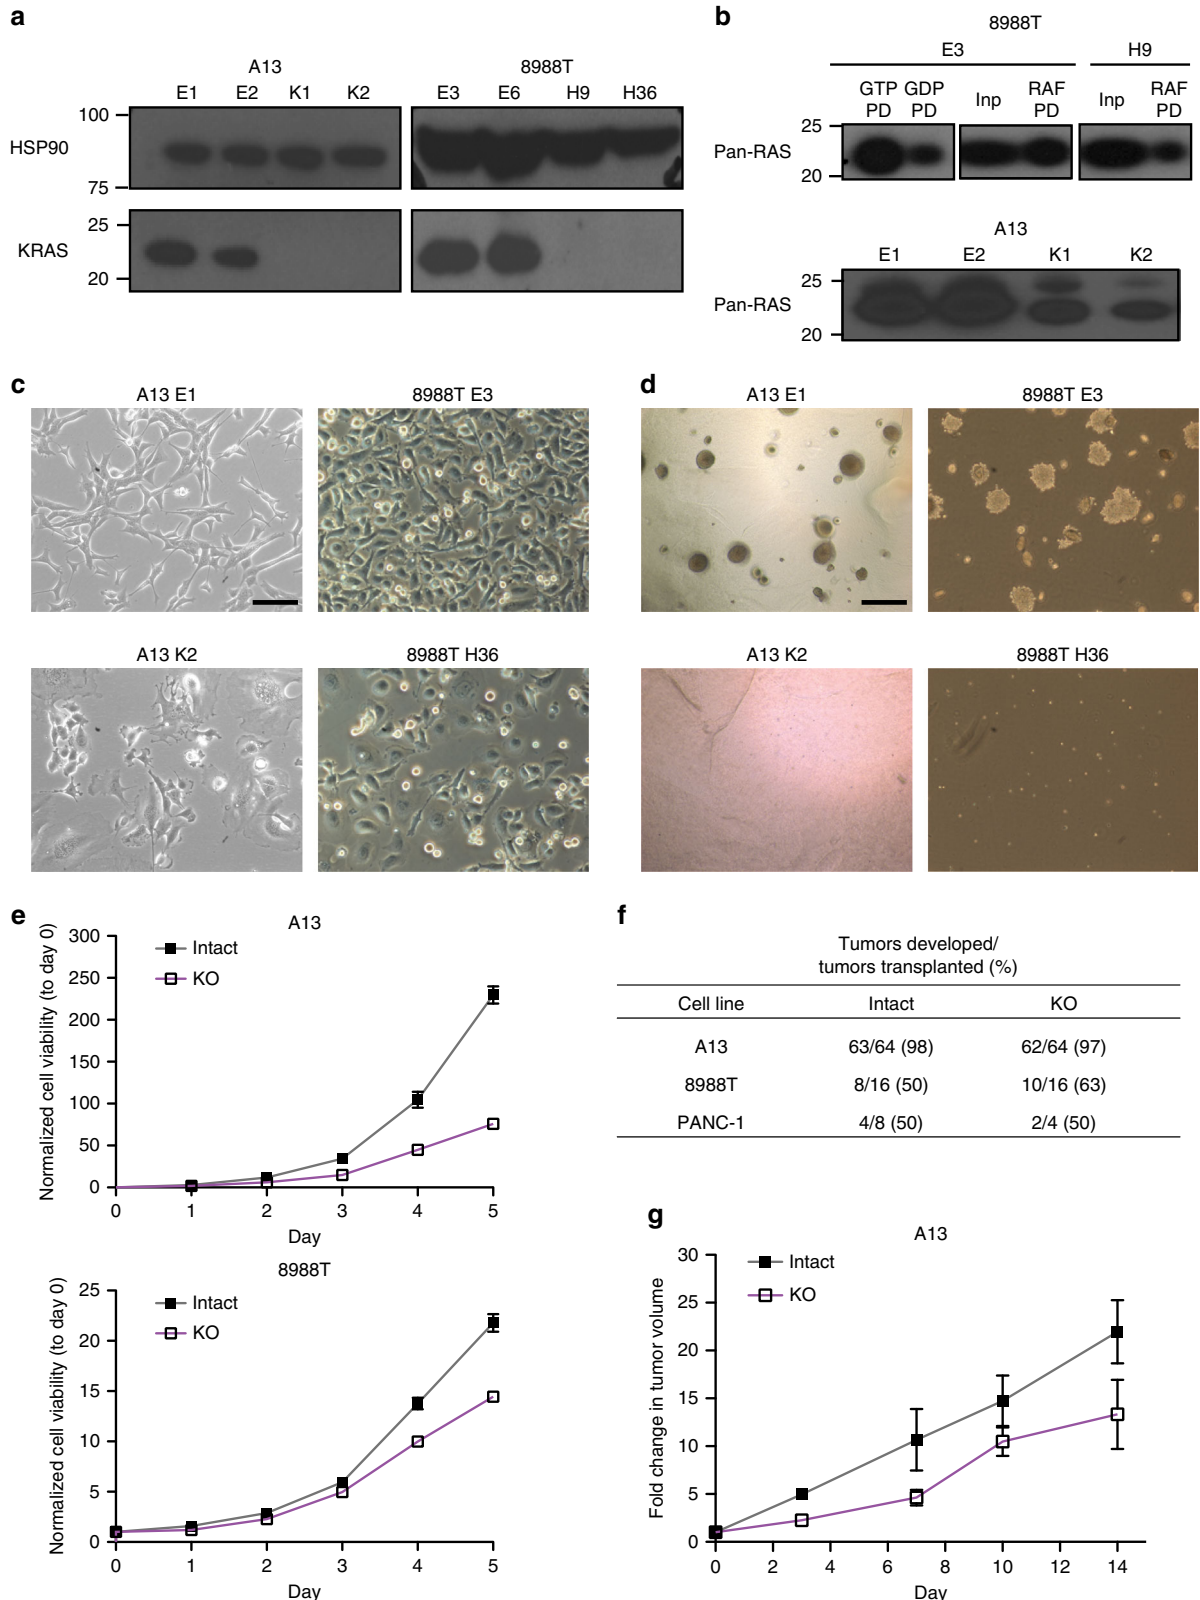 a
A13
8988T
E1 E2 K1 K2
E3 E6 H9 H36
100
HSP90
75
25
KRAS
20
b
8988T
E3
H9
GTP PD
GDP PD
Inp
RAF PD
Inp
RAF PD
25
Pan-RAS
20
A13
E1 E2 K1 K2
25
Pan-RAS
20
c
A13 E1
8988T E3
A13 K2
8988T H36
d
A13 E1
8988T E3
A13 K2
8988T H36
e
A13
Normalized cell viability (to day 0)
300
250
200
150
100
50
0
Intact
KO
0 1 2 3 4 5
Day
8988T
Normalized cell viability (to day 0)
25
20
15
10
5
0
Intact
KO
0 1 2 3 4 5
Day
f
Tumors developed/
tumors transplanted (%)
Cell line Intact KO
A13 63/64 (98) 62/64 (97)
8988T 8/16 (50) 10/16 (63)
PANC-1 4/8 (50) 2/4 (50)
g
A13
Fold change in tumor volume
30
25
20
15
10
5
0
Intact
KO
0 2 4 6 8 10 12 14
Day